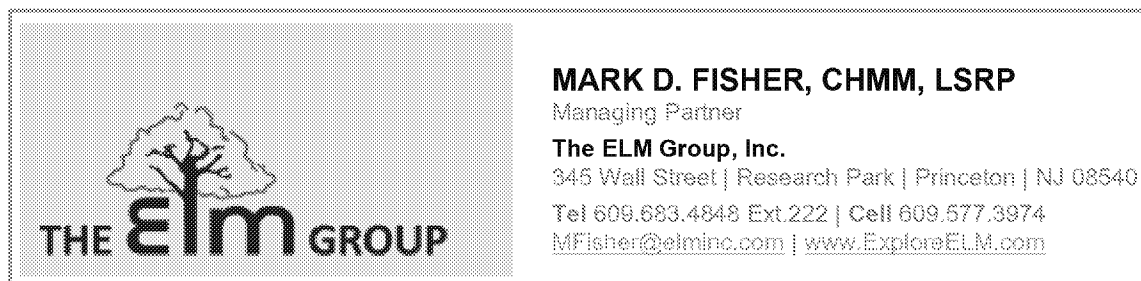 THE elm GROUP
MARK D. FISHER, CHMM, LSRP
Managing Partner
The ELM Group, Inc.
345 Wall Street | Research Park | Princeton | NJ 08540
Tel 609.683.4848 Ext.222 | Cell 609.577.3974
MFisher@elminc.com | www.ExploreELM.com